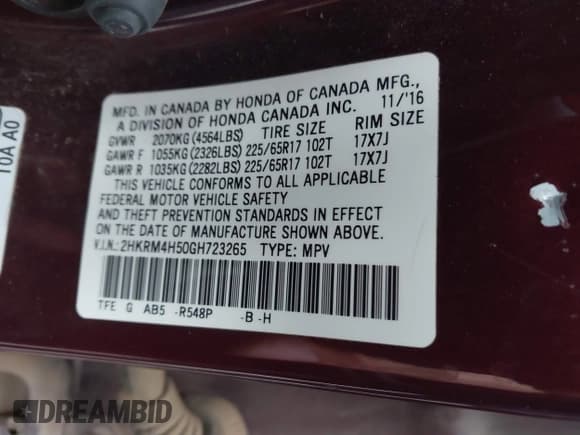 10A A0
MFD. IN CANADA BY HONDA OF CANADA MFG.,
A DIVISION OF HONDA CANADA INC. 11/'16
GVWR 2070KG(4564LBS) TIRE SIZE RIM SIZE
GAWR F 1055KG(2326LBS) 225/65R17 102T 17X7J
GAWR R 1035KG(2282LBS) 225/65R17 102T 17X7J
THIS VEHICLE CONFORMS TO ALL APPLICABLE
FEDERAL MOTOR VEHICLE SAFETY
AND THEFT PREVENTION STANDARDS IN EFFECT
ON THE DATE OF MANUFACTURE SHOWN ABOVE.
V.I.N.:2HKRM4H50GH723265 TYPE: MPV
TFE G AB5 -R548P -B -H
DREAMBID